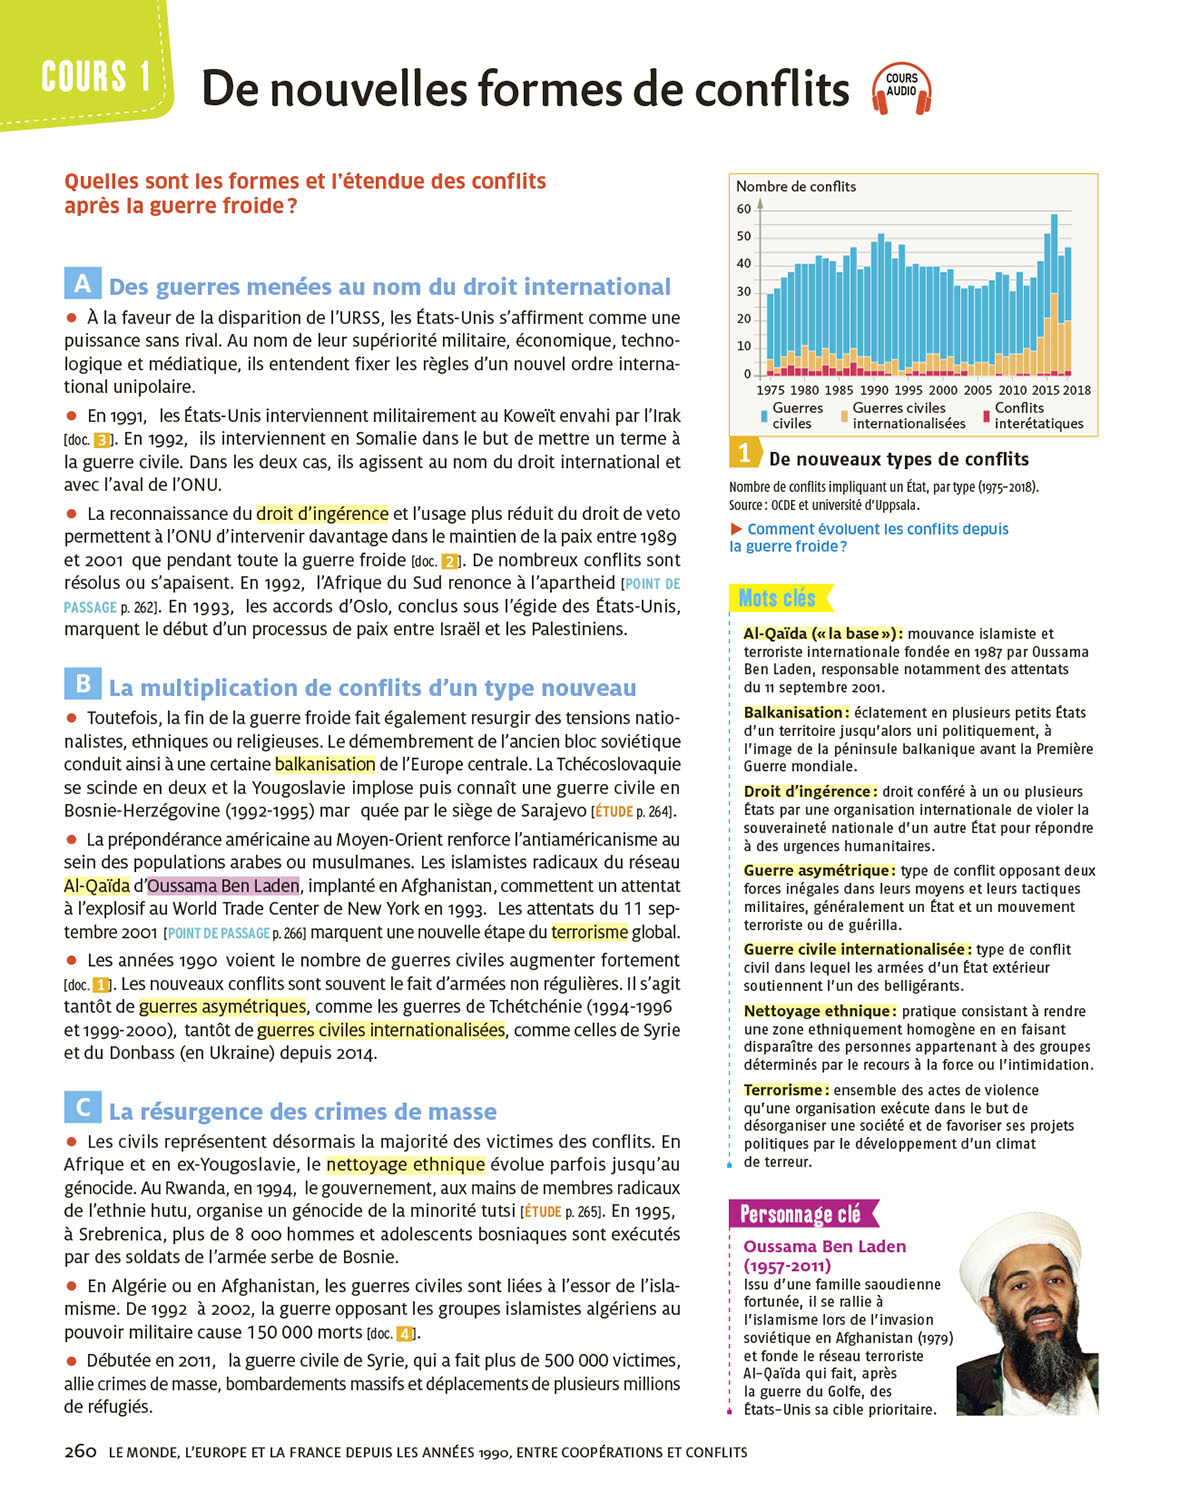 COURS 1
De nouvelles formes de conflits
COURS
AUDIO
Quelles sont les formes et l'étendue des conflits
après la guerre froide ?
A Des guerres menées au nom du droit international
• À la faveur de la disparition de l'URSS, les États-Unis s'affirment comme une
puissance sans rival. Au nom de leur supériorité militaire, économique, techno-
logique et médiatique, ils entendent fixer les règles d'un nouvel ordre interna-
tional unipolaire.
• En 1991, les États-Unis interviennent militairement au Koweït envahi par l'Irak
[doc. 3]. En 1992, ils interviennent en Somalie dans le but de mettre un terme à
la guerre civile. Dans les deux cas, ils agissent au nom du droit international et
avec l'aval de l'ONU.
• La reconnaissance du droit d'ingérence et l'usage plus réduit du droit de veto
permettent à l'ONU d'intervenir davantage dans le maintien de la paix entre 1989
et 2001 que pendant toute la guerre froide [doc. 2]. De nombreux conflits sont
résolus ou s'apaisent. En 1992, l'Afrique du Sud renonce à l'apartheid [POINT DE
PASSAGE p. 262]. En 1993, les accords d'Oslo, conclus sous l'égide des États-Unis,
marquent le début d'un processus de paix entre Israël et les Palestiniens.
B La multiplication de conflits d'un type nouveau
• Toutefois, la fin de la guerre froide fait également resurgir des tensions natio-
nalistes, ethniques ou religieuses. Le démembrement de l'ancien bloc soviétique
conduit ainsi à une certaine balkanisation de l'Europe centrale. La Tchécoslovaquie
se scinde en deux et la Yougoslavie implose puis connaît une guerre civile en
Bosnie-Herzégovine (1992-1995) mar quée par le siège de Sarajevo [ÉTUDE p. 264].
• La prépondérance américaine au Moyen-Orient renforce l'antiaméricanisme au
sein des populations arabes ou musulmanes. Les islamistes radicaux du réseau
Al-Qaïda d'Oussama Ben Laden, implanté en Afghanistan, commettent un attentat
à l'explosif au World Trade Center de New York en 1993. Les attentats du 11 sep-
tembre 2001 [POINT DE PASSAGE p. 266] marquent une nouvelle étape du terrorisme global.
• Les années 1990 voient le nombre de guerres civiles augmenter fortement
[doc. 1]. Les nouveaux conflits sont souvent le fait d'armées non régulières. Il s'agit
tantôt de guerres asymétriques, comme les guerres de Tchétchénie (1994-1996
et 1999-2000), tantôt de guerres civiles internationalisées, comme celles de Syrie
et du Donbass (en Ukraine) depuis 2014.
C La résurgence des crimes de masse
• Les civils représentent désormais la majorité des victimes des conflits. En
Afrique et en ex-Yougoslavie, le nettoyage ethnique évolue parfois jusqu'au
génocide. Au Rwanda, en 1994, le gouvernement, aux mains de membres radicaux
de l'ethnie hutu, organise un génocide de la minorité tutsi [ÉTUDE p. 265]. En 1995,
à Srebrenica, plus de 8 000 hommes et adolescents bosniaques sont exécutés
par des soldats de l'armée serbe de Bosnie.
• En Algérie ou en Afghanistan, les guerres civiles sont liées à l'essor de l'isla-
misme. De 1992 à 2002, la guerre opposant les groupes islamistes algériens au
pouvoir militaire cause 150 000 morts [doc. 4].
• Débutée en 2011, la guerre civile de Syrie, qui a fait plus de 500 000 victimes,
allie crimes de masse, bombardements massifs et déplacements de plusieurs millions
de réfugiés.
Nombre de conflits
60
50
40
30
20
10
0
1975 1980 1985 1990 1995 2000 2005 2010 2015 2018
Guerres civiles
Guerres civiles internationalisées
Conflits interétatiques
1 De nouveaux types de conflits
Nombre de conflits impliquant un État, par type (1975-2018).
Source : OCDE et université d'Uppsala.
▶ Comment évoluent les conflits depuis
la guerre froide ?
Mots clés
Al-Qaïda (« la base ») : mouvance islamiste et
terroriste internationale fondée en 1987 par Oussama
Ben Laden, responsable notamment des attentats
du 11 septembre 2001.
Balkanisation : éclatement en plusieurs petits États
d'un territoire jusqu'alors uni politiquement, à
l'image de la péninsule balkanique avant la Première
Guerre mondiale.
Droit d'ingérence : droit conféré à un ou plusieurs
États par une organisation internationale de violer la
souveraineté nationale d'un autre État pour répondre
à des urgences humanitaires.
Guerre asymétrique : type de conflit opposant deux
forces inégales dans leurs moyens et leurs tactiques
militaires, généralement un État et un mouvement
terroriste ou de guérilla.
Guerre civile internationalisée : type de conflit
civil dans lequel les armées d'un État extérieur
soutiennent l'un des belligérants.
Nettoyage ethnique : pratique consistant à rendre
une zone ethniquement homogène en en faisant
disparaître des personnes appartenant à des groupes
déterminés par le recours à la force ou l'intimidation.
Terrorisme : ensemble des actes de violence
qu'une organisation exécute dans le but de
désorganiser une société et de favoriser ses projets
politiques par le développement d'un climat
de terreur.
Personnage clé
Oussama Ben Laden
(1957-2011)
Issu d'une famille saoudienne
fortunée, il se rallie à
l'islamisme lors de l'invasion
soviétique en Afghanistan (1979)
et fonde le réseau terroriste
Al-Qaïda qui fait, après
la guerre du Golfe, des
États-Unis sa cible prioritaire.
260 LE MONDE, L'EUROPE ET LA FRANCE DEPUIS LES ANNÉES 1990, ENTRE COOPÉRATIONS ET CONFLITS